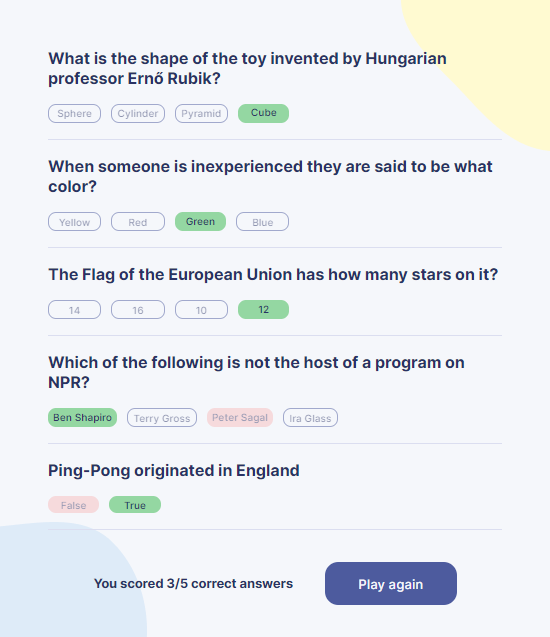 What is the shape of the toy invented by Hungarian
professor Ernő Rubik?
Sphere Cylinder Pyramid Cube
When someone is inexperienced they are said to be what
color?
Yellow Red Green Blue
The Flag of the European Union has how many stars on it?
14 16 10 12
Which of the following is not the host of a program on
NPR?
Ben Shapiro Terry Gross Peter Sagal Ira Glass
Ping-Pong originated in England
False True
You scored 3/5 correct answers Play again